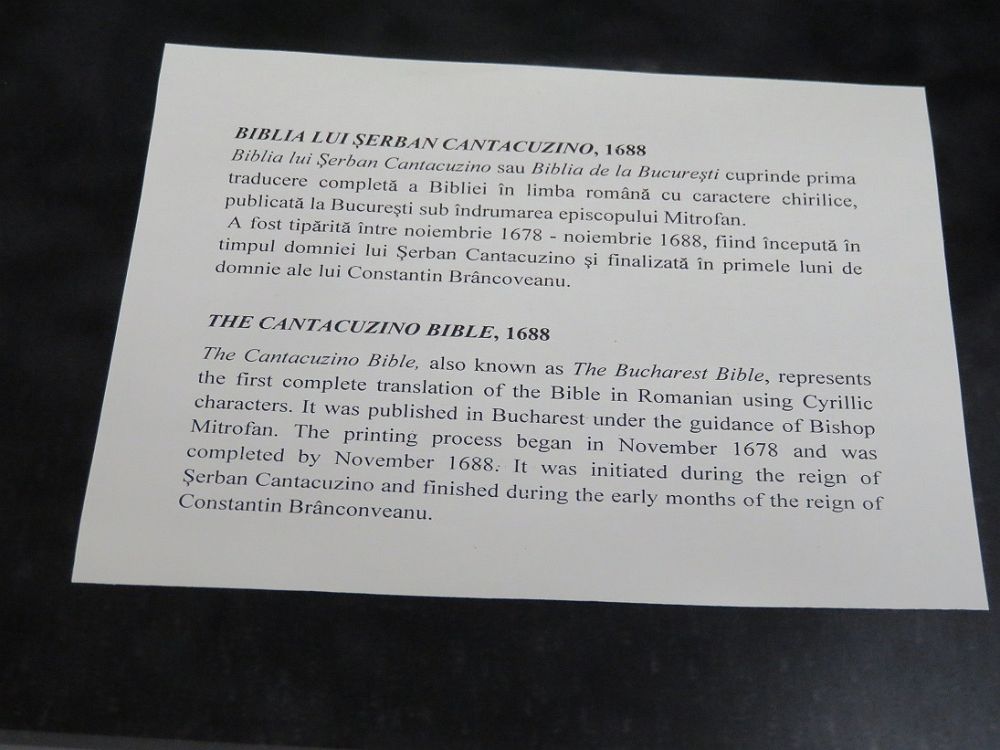 BIBLIA LUI ŞERBAN CANTACUZINO, 1688
Biblia lui Şerban Cantacuzino sau Biblia de la Bucureşti cuprinde prima
traducere completă a Bibliei în limba română cu caractere chirilice,
publicată la Bucureşti sub îndrumarea episcopului Mitrofan.
A fost tipărită între noiembrie 1678 - noiembrie 1688, fiind începută în
timpul domniei lui Şerban Cantacuzino şi finalizată în primele luni de
domnie ale lui Constantin Brâncoveanu.
THE CANTACUZINO BIBLE, 1688
The Cantacuzino Bible, also known as The Bucharest Bible, represents
the first complete translation of the Bible in Romanian using Cyrillic
characters. It was published in Bucharest under the guidance of Bishop
Mitrofan. The printing process began in November 1678 and was
completed by November 1688. It was initiated during the reign of
Şerban Cantacuzino and finished during the early months of the reign of
Constantin Brânconveanu.